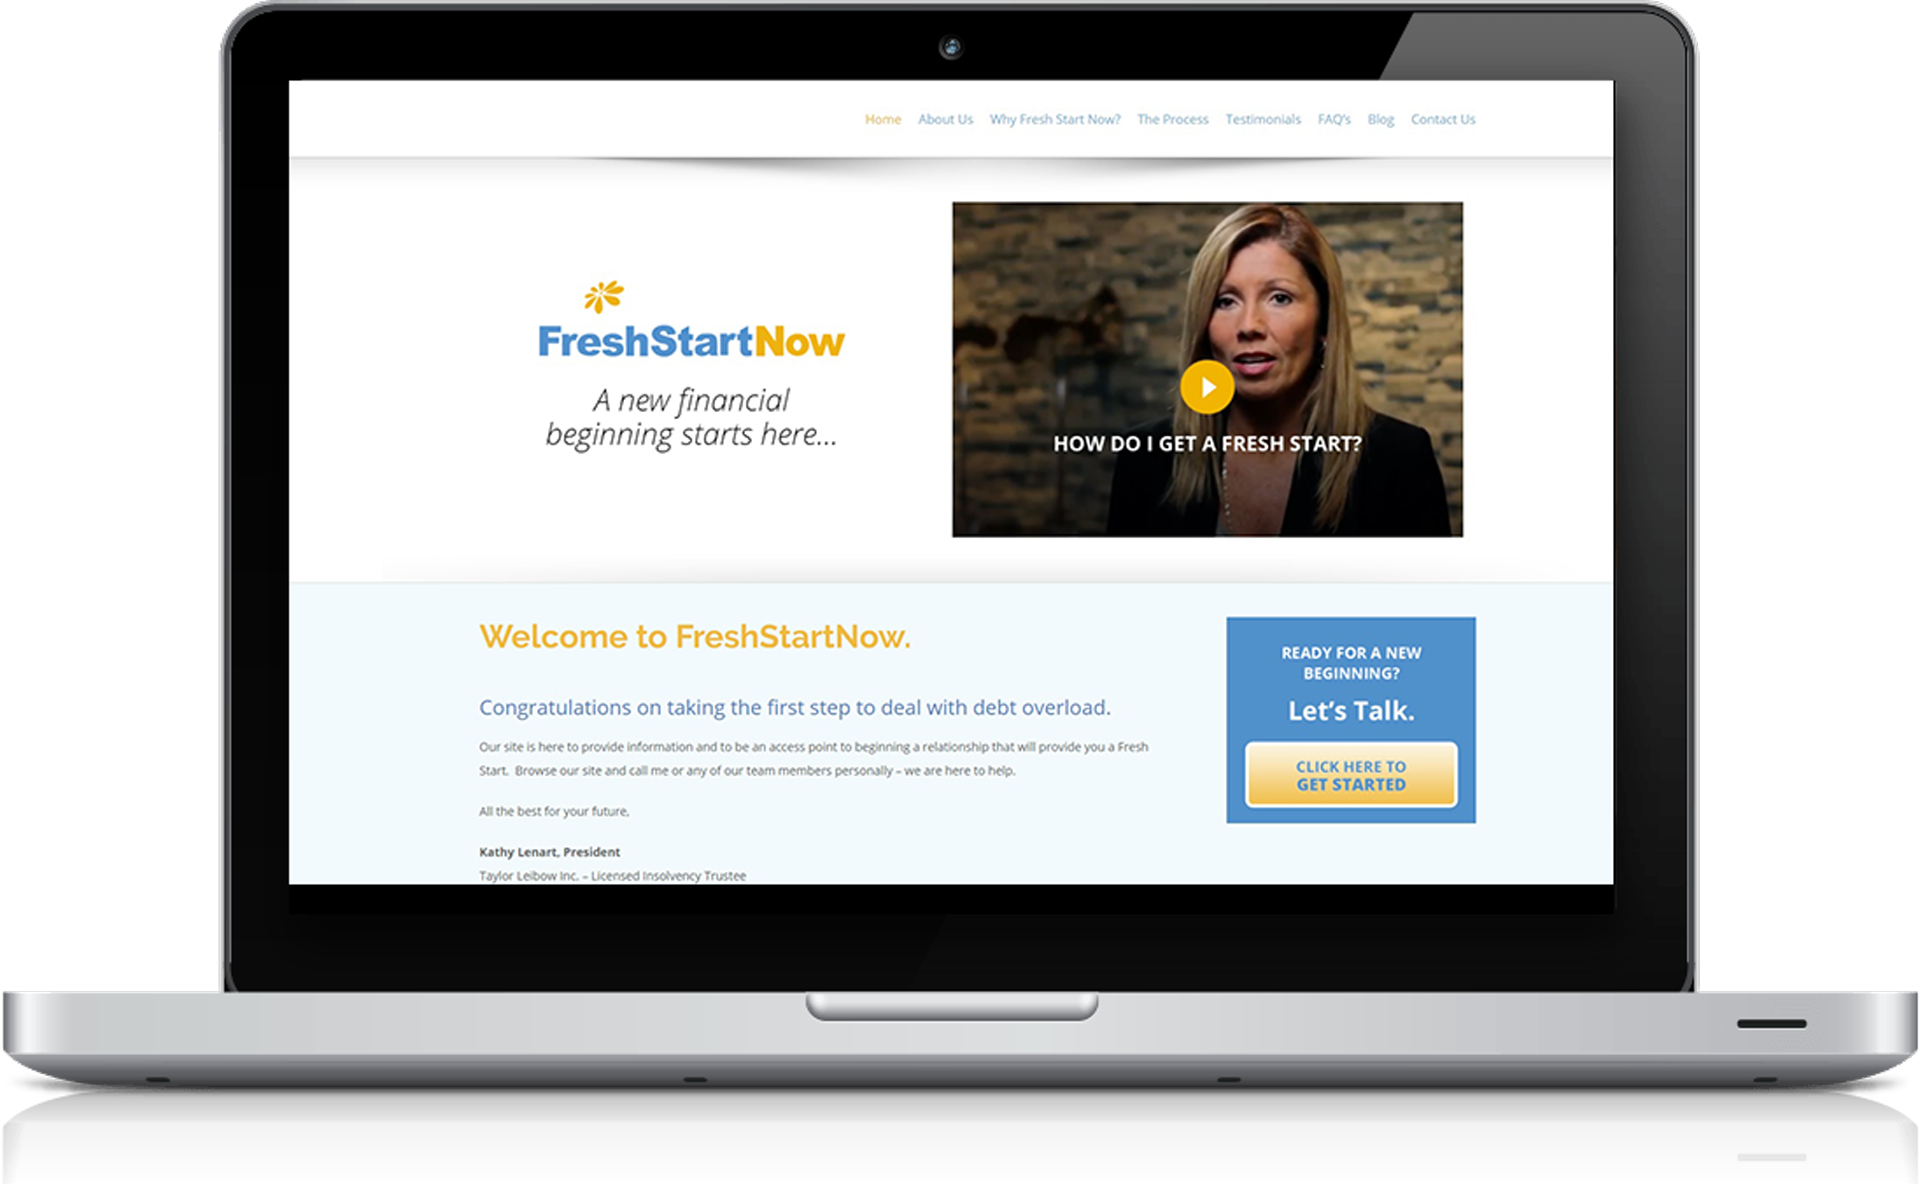 Home About Us Why Fresh Start Now? The Process Testimonials FAQ's Blog Contact Us
FreshStartNow
A new financial
beginning starts here...
HOW DO I GET A FRESH START?
Welcome to FreshStartNow.
Congratulations on taking the first step to deal with debt overload.
Our site is here to provide information and to be an access point to beginning a relationship that will provide you a Fresh
Start. Browse our site and call me or any of our team members personally – we are here to help.
All the best for your future,
Kathy Lenart, President
Taylor Leibow Inc. – Licensed Insolvency Trustee
READY FOR A NEW
BEGINNING?
Let's Talk.
CLICK HERE TO
GET STARTED